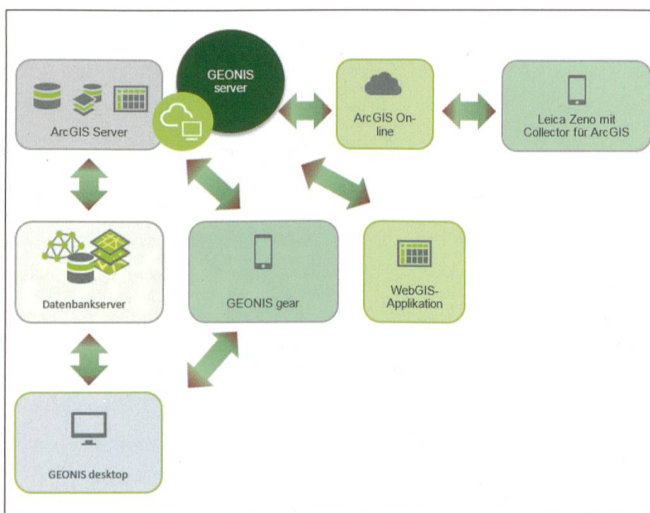 GEONIS
server
ArcGIS Server
ArcGIS On-
line
Leica Zeno mit
Collector für ArcGIS
Datenbankserver
GEONIS gear
WebGIS-
Applikation
GEONIS desktop